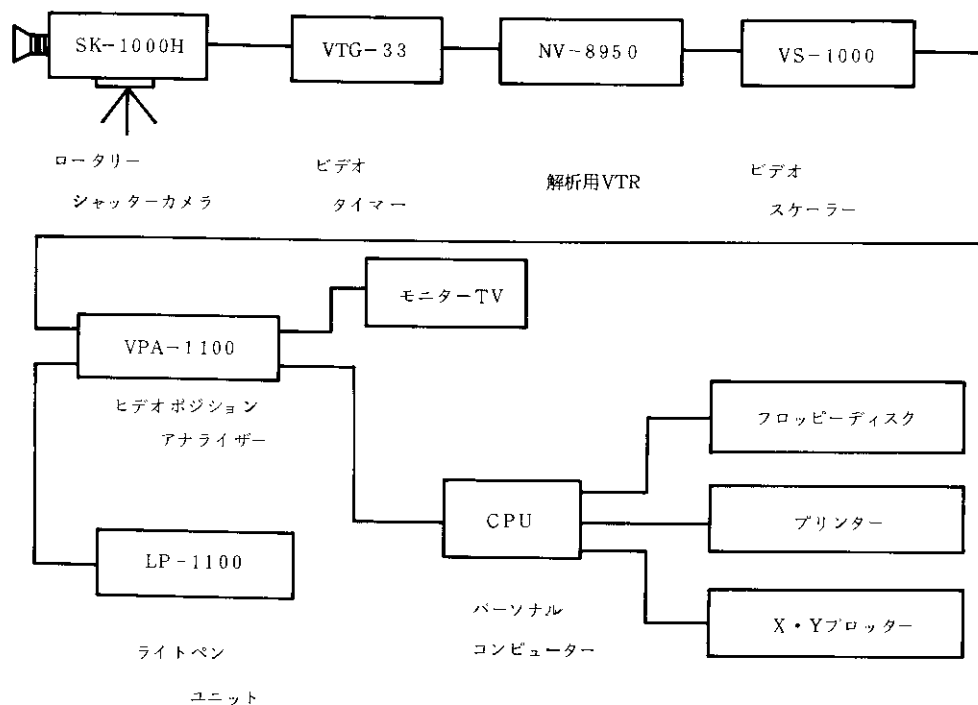 SK-1000H
VTG-33
NV-8950
VS-1000
ロータリー
シャッターカメラ
ビデオ
タイマー
解析用VTR
ビデオ
スケーラー
モニターTV
VPA-1100
ビデオポジション
アナライザー
フロッピーディスク
CPU
プリンター
LP-1100
X・Yプロッター
パーソナル
コンピューター
ライトペン
ユニット